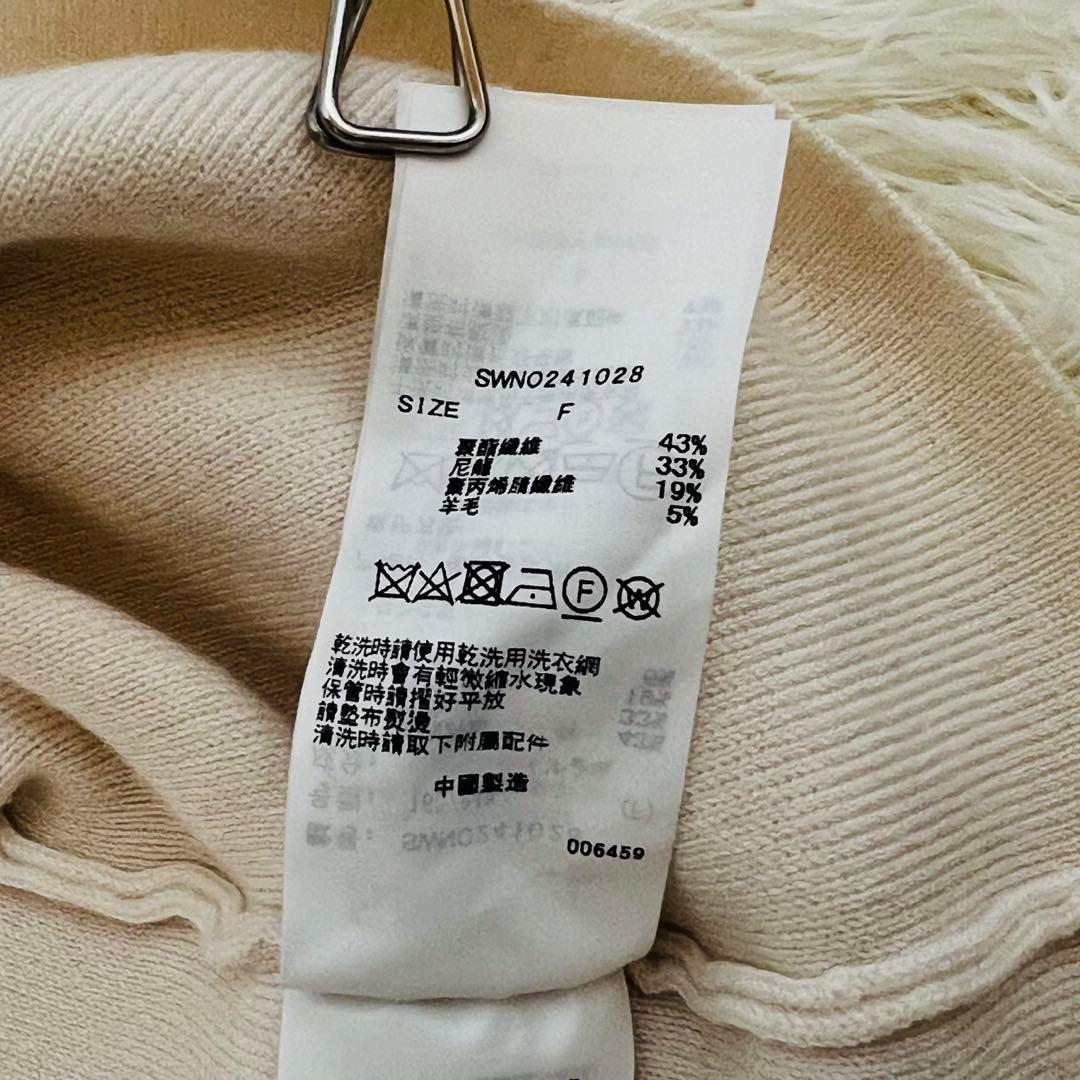 SWNO241028
SIZE F
聚酯纖維 43%
尼龍 33%
聚丙烯腈纖維 19%
羊毛 5%
F
W
乾洗時請使用乾洗用洗衣網
清洗時會有輕微縮水現象
保管時請摺好平放
請墊布熨燙
清洗時請取下附屬配件
中國製造
006459